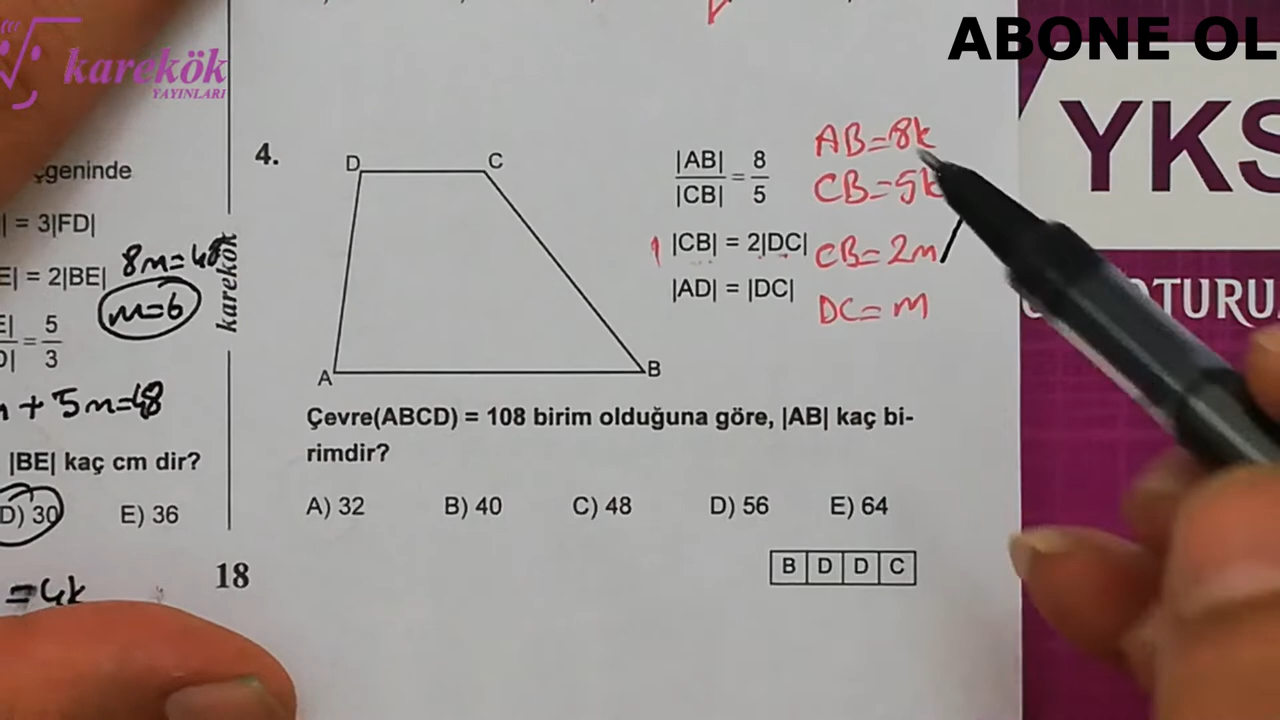 ABONE OL
karekök
YAYINLARI
YKS
geninde
| = 3|FD|
E| = 2|BE|
8m=48
m=6
5
3
m + 5m=48
|BE| kaç cm dir?
D) 30 E) 36
=4k
karekök
18
4.
D C
A B
|AB| / |CB| = 8 / 5
|CB| = 2|DC|
|AD| = |DC|
AB=8k
CB=5k
CB=2m
DC=m
Çevre(ABCD) = 108 birim olduğuna göre, |AB| kaç bi-
rimdir?
A) 32 B) 40 C) 48 D) 56 E) 64
B D D C